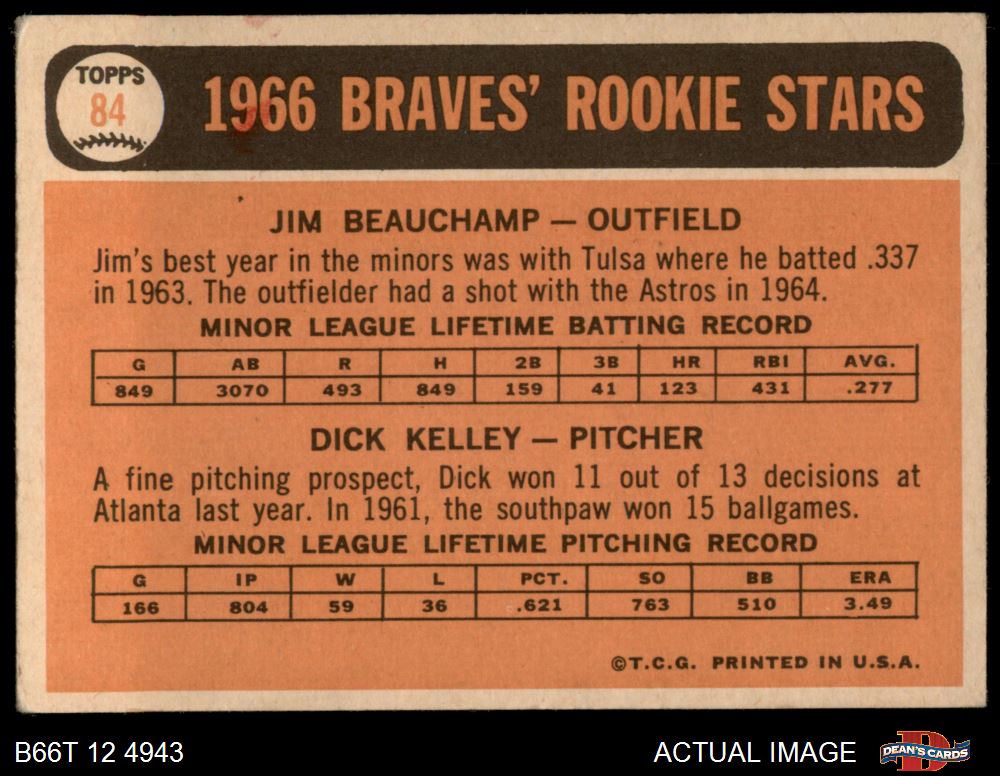 TOPPS
84
1966 BRAVES' ROOKIE STARS
JIM BEAUCHAMP — OUTFIELD
Jim's best year in the minors was with Tulsa where he batted .337
in 1963. The outfielder had a shot with the Astros in 1964.
MINOR LEAGUE LIFETIME BATTING RECORD
G AB R H 2B 3B HR RBI AVG.
849 3070 493 849 159 41 123 431 .277
DICK KELLEY — PITCHER
A fine pitching prospect, Dick won 11 out of 13 decisions at
Atlanta last year. In 1961, the southpaw won 15 ballgames.
MINOR LEAGUE LIFETIME PITCHING RECORD
G IP W L PCT. SO BB ERA
166 804 59 36 .621 763 510 3.49
©T.C.G. PRINTED IN U.S.A.
B66T 12 4943
ACTUAL IMAGE
D
DEAN'S CARDS